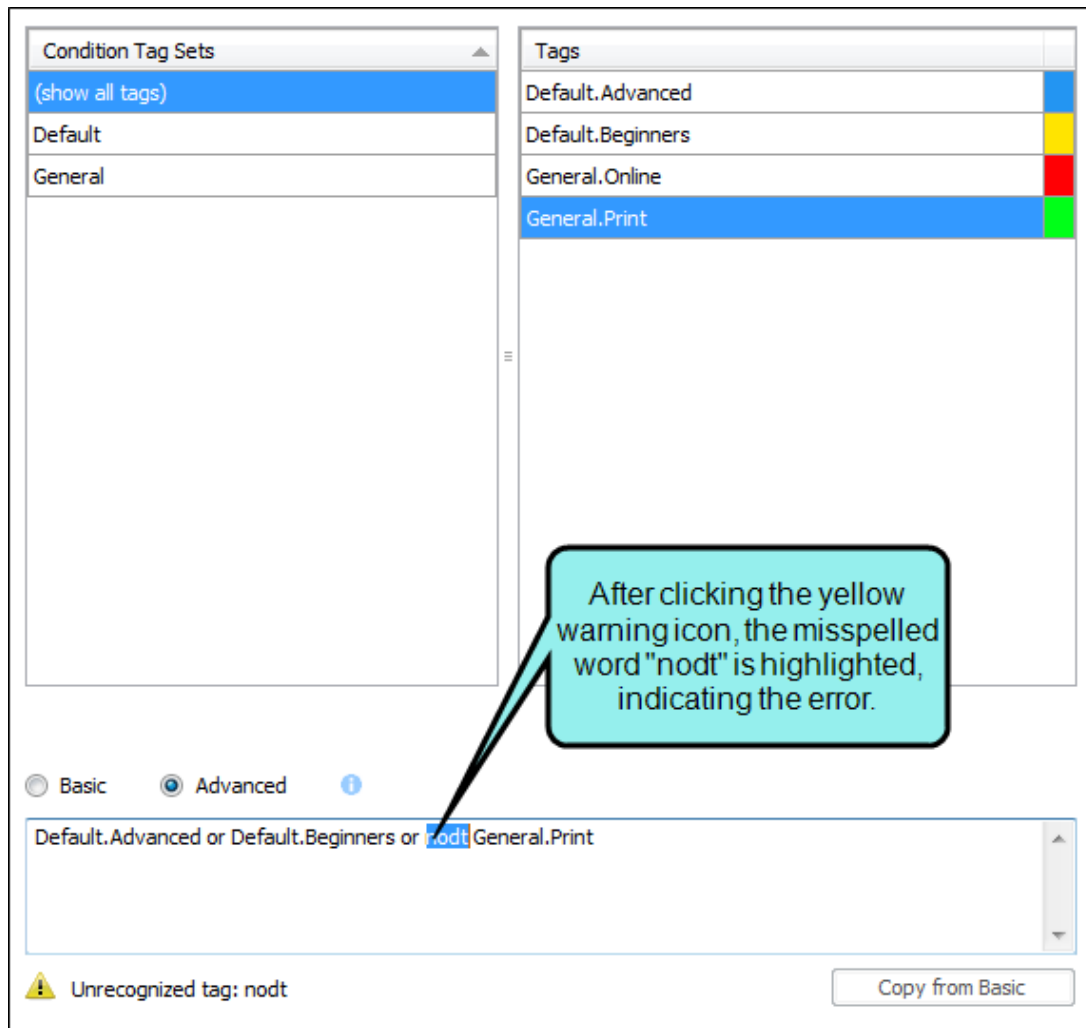 Condition Tag Sets
(show all tags)
Default
General
Tags
Default.Advanced
Default.Beginners
General.Online
General.Print
After clicking the yellow
warning icon, the misspelled
word "nodt" is highlighted,
indicating the error.
Basic
Advanced
Default.Advanced or Default.Beginners or nodt General.Print
Unrecognized tag: nodt
Copy from Basic